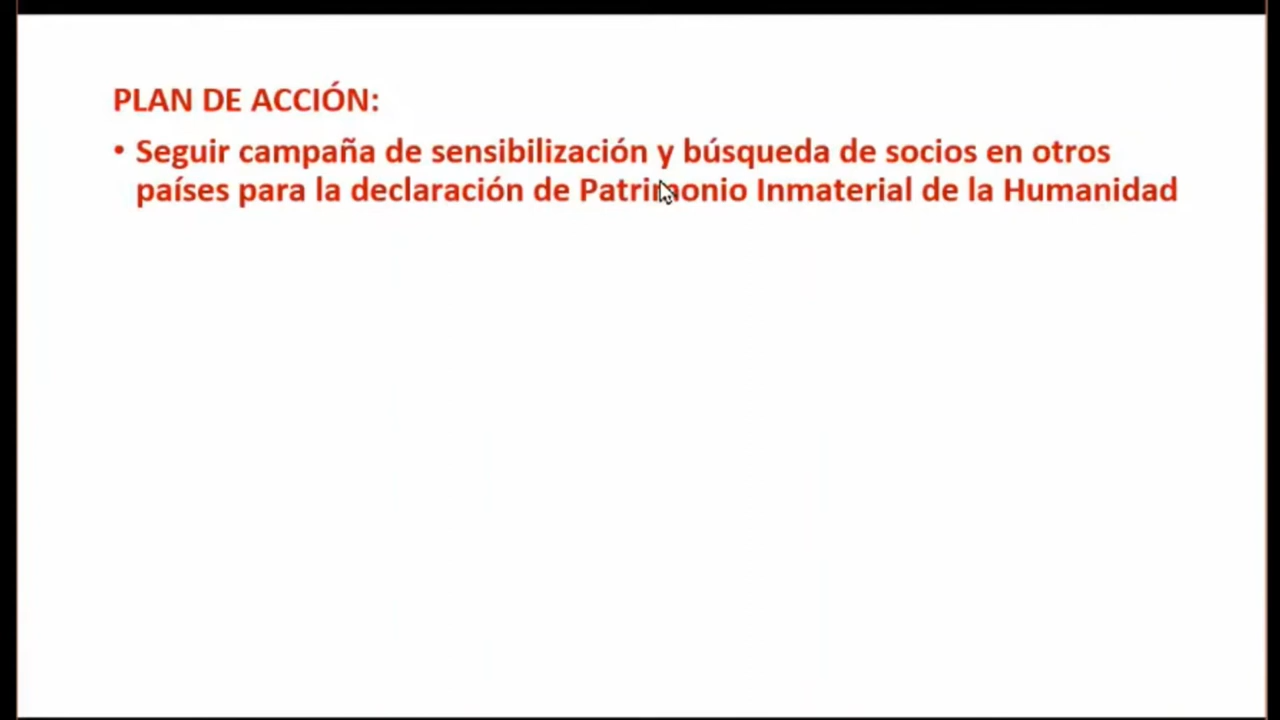 PLAN DE ACCIÓN:
• Seguir campaña de sensibilización y búsqueda de socios en otros
países para la declaración de Patrimonio Inmaterial de la Humanidad